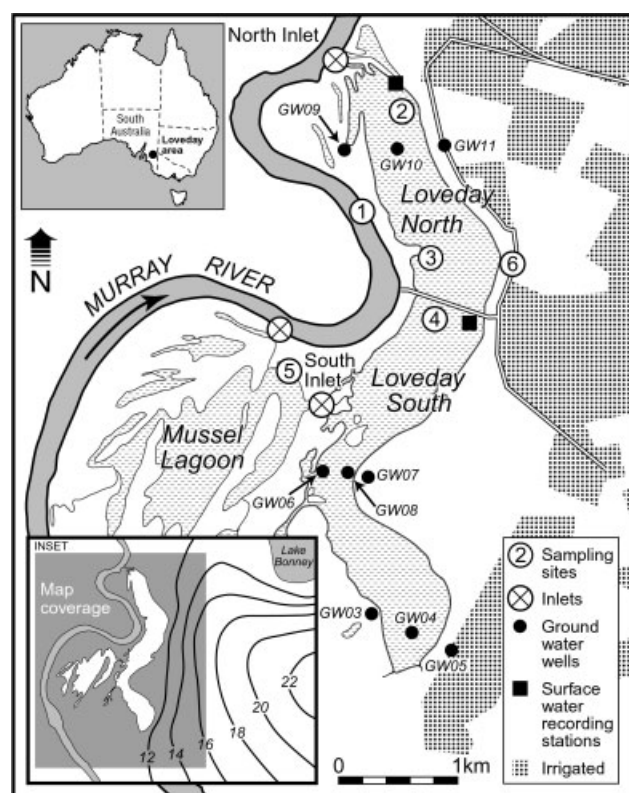 North Inlet
South
Australia
Loveday
area
2
GW09
GW11
GW10
Loveday
North
1
N
3
6
MURRAY RIVER
4
5
South
Inlet
Loveday
South
Mussel
Lagoon
GW07
GW06
GW08
INSET
Lake
Bonney
Map
coverage
22
20
18
16
14
12
GW03
GW04
GW05
2 Sampling
sites
Inlets
Ground
water
wells
Surface
water
recording
stations
Irrigated
0 1km